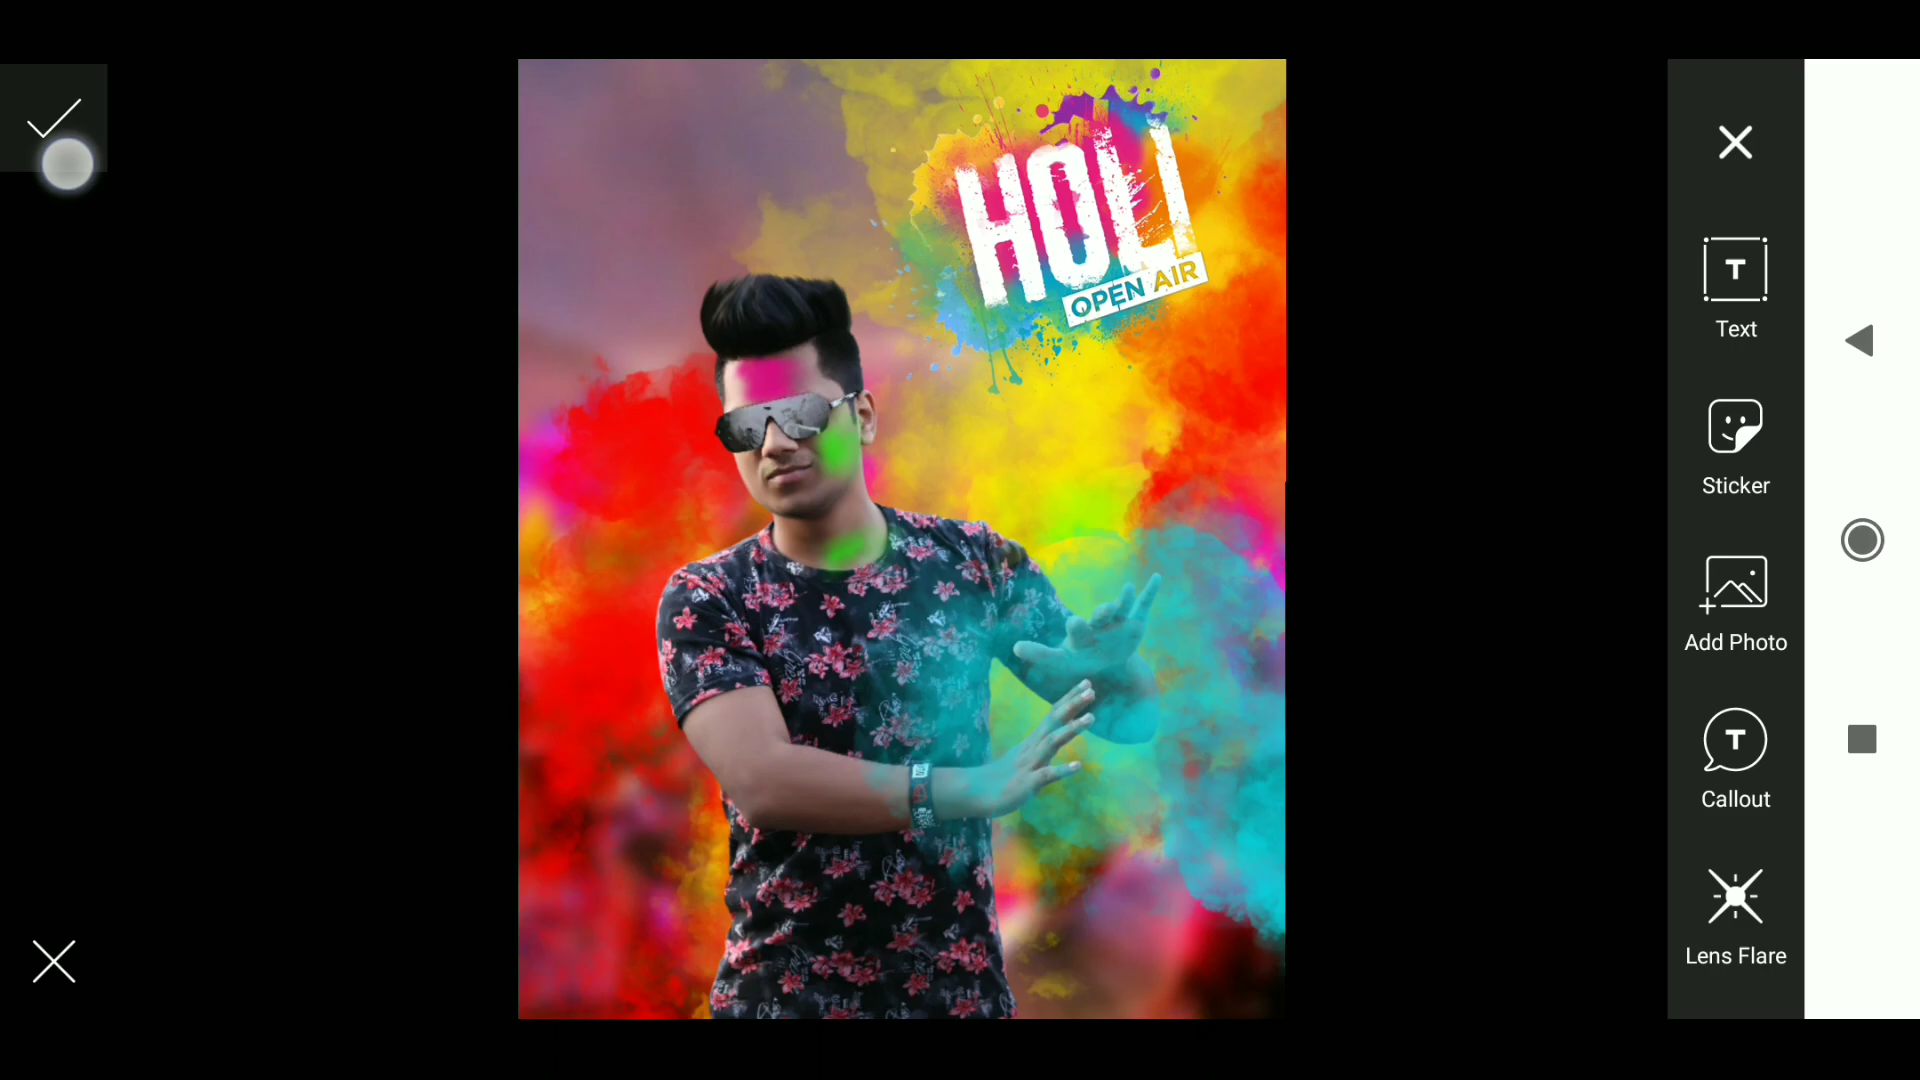 HOLI
OPEN AIR
T
Text
Sticker
Add Photo
T
Callout
Lens Flare